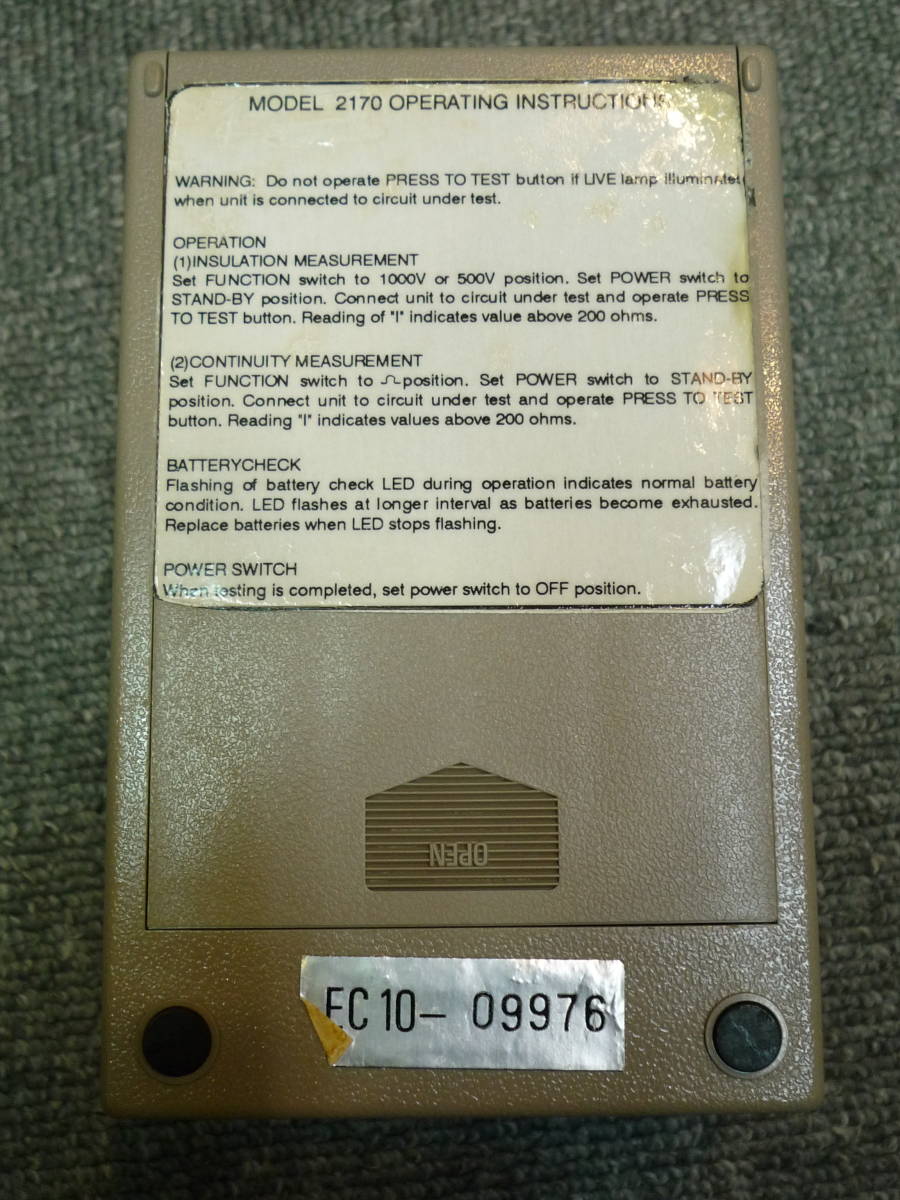 MODEL 2170 OPERATING INSTRUCTIONS
WARNING: Do not operate PRESS TO TEST button if LIVE lamp illuminates
when unit is connected to circuit under test.
OPERATION
(1)INSULATION MEASUREMENT
Set FUNCTION switch to 1000V or 500V position. Set POWER switch to
STAND-BY position. Connect unit to circuit under test and operate PRESS
TO TEST button. Reading of "I" indicates value above 200 ohms.
(2)CONTINUITY MEASUREMENT
Set FUNCTION switch to Ω position. Set POWER switch to STAND-BY
position. Connect unit to circuit under test and operate PRESS TO TEST
button. Reading "I" indicates values above 200 ohms.
BATTERYCHECK
Flashing of battery check LED during operation indicates normal battery
condition. LED flashes at longer interval as batteries become exhausted.
Replace batteries when LED stops flashing.
POWER SWITCH
When testing is completed, set power switch to OFF position.
OPEN
EC10- 09976